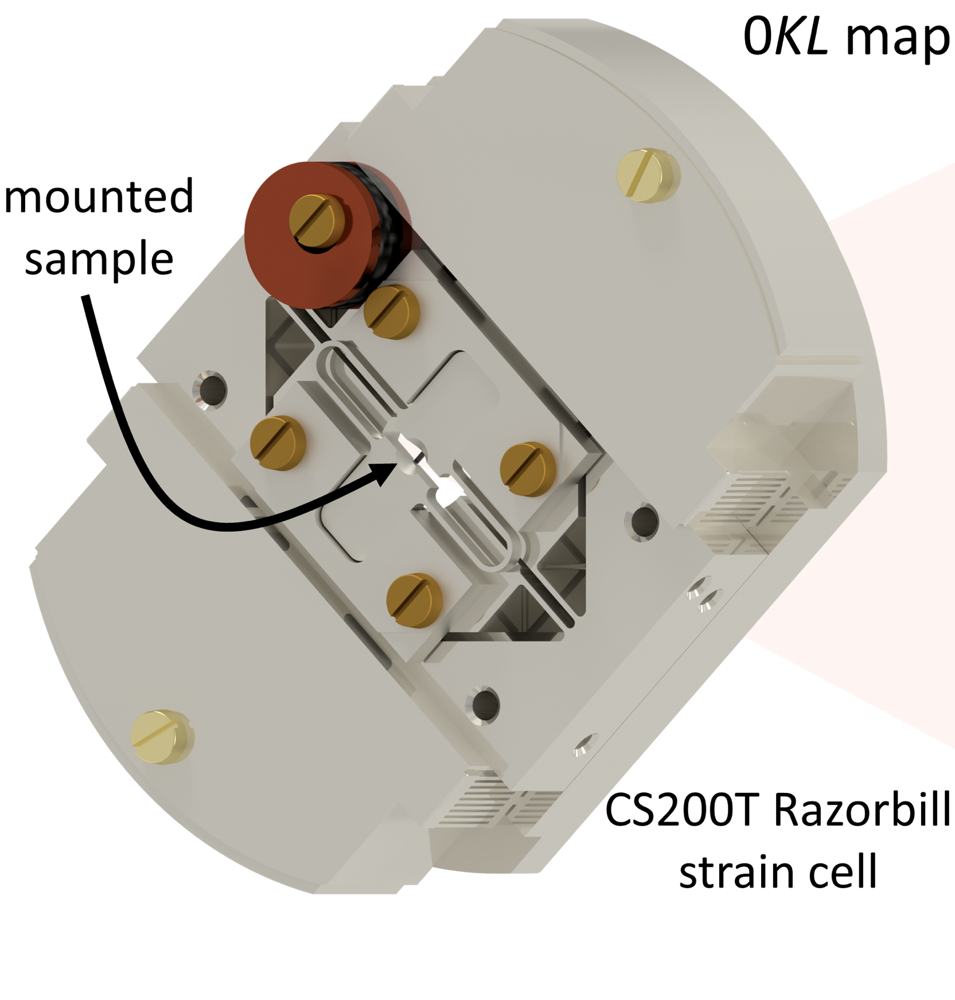 0KL map
mounted
sample
CS200T Razorbill
strain cell